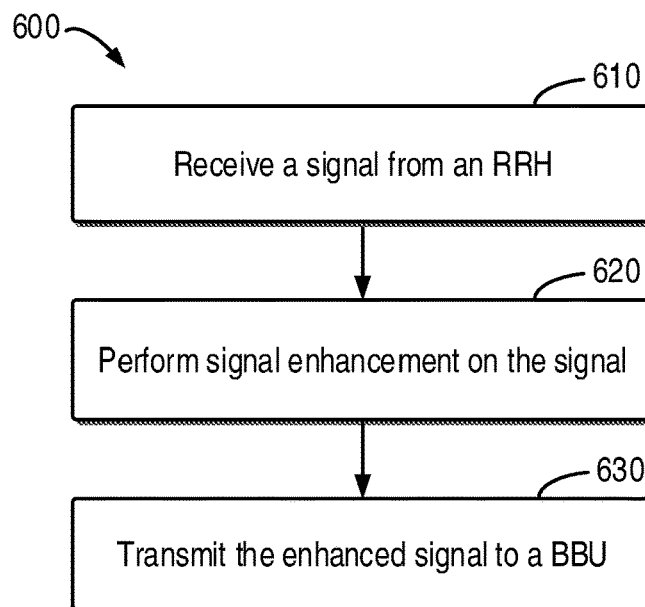 600
610
Receive a signal from an RRH
620
Perform signal enhancement on the signal
630
Transmit the enhanced signal to a BBU